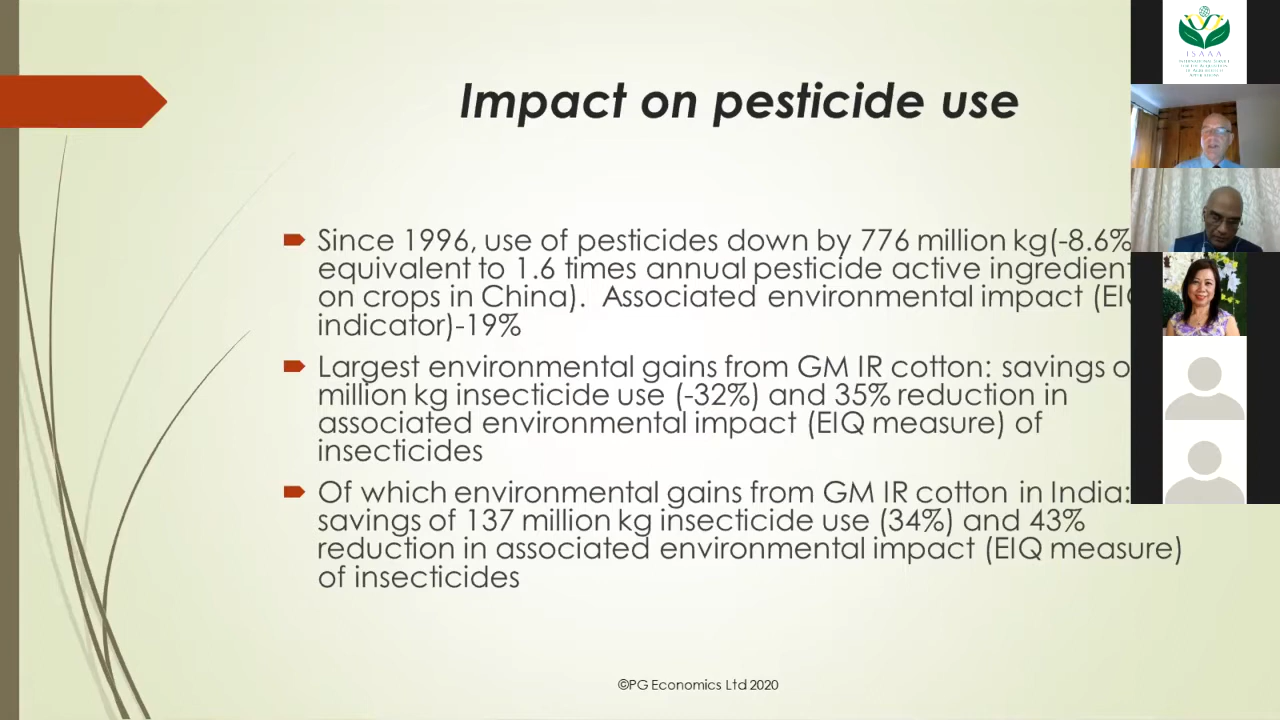 Impact on pesticide use
Since 1996, use of pesticides down by 776 million kg(-8.6%
equivalent to 1.6 times annual pesticide active ingredient
on crops in China). Associated environmental impact
indicator)-19%
Largest environmental gains from GM IR cotton: savings
million kg insecticide use (-32%) and 35% reduction in
associated environmental impact (EIQ measure) of
insecticides
Of which environmental gains from GM IR cotton in India:
savings of 137 million kg insecticide use (34%) and 43%
reduction in associated environmental impact (EIQ measure)
of insecticides
©PG Economics Ltd 2020
ISAAA